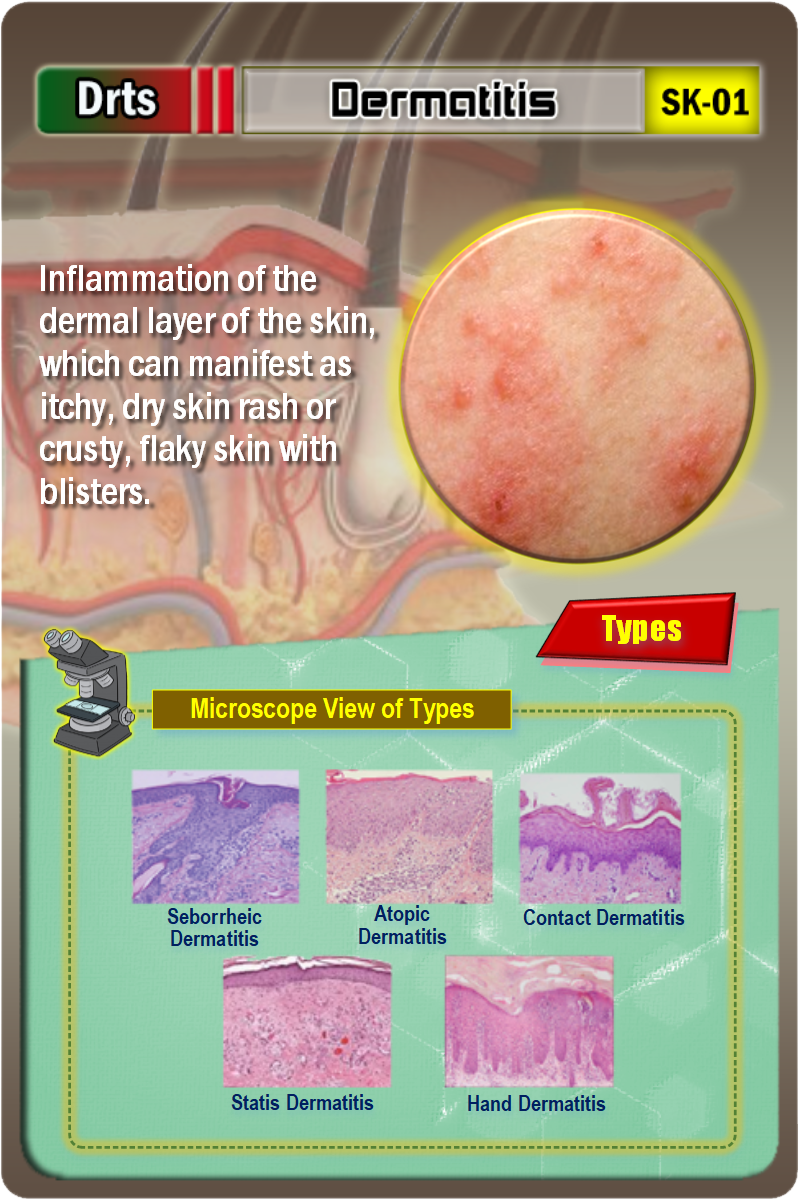 Drts
Dermatitis
SK-01
Inflammation of the
dermal layer of the skin,
which can manifest as
itchy, dry skin rash or
crusty, flaky skin with
blisters.
Types
Microscope View of Types
Seborrheic
Dermatitis
Atopic
Dermatitis
Contact Dermatitis
Statis Dermatitis
Hand Dermatitis